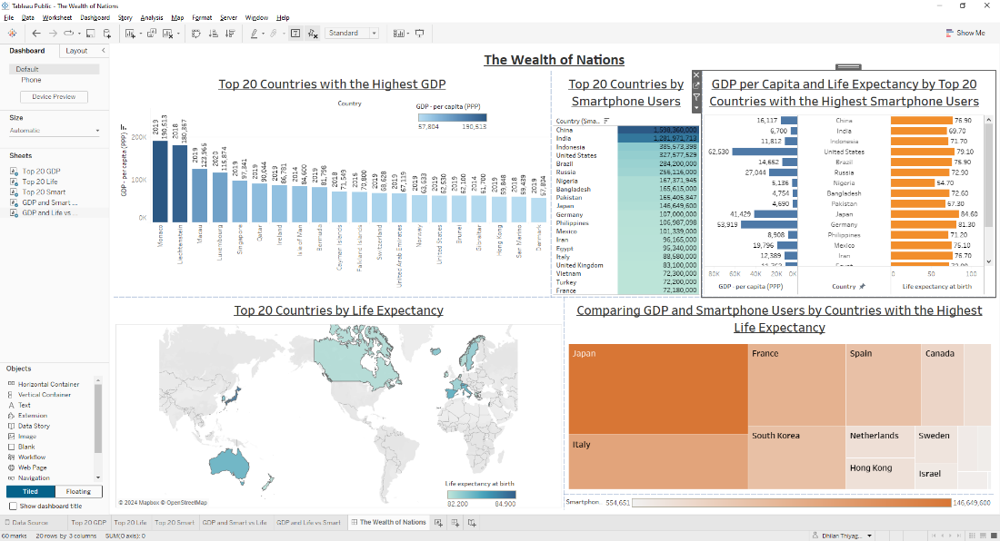 Tableau Public - The Wealth of Nations
File Data Worksheet Dashboard Story Analysis Map Format Server Window Help
Standard
Show Me
Dashboard Layout
Default
Phone
Device Preview
Size
Automatic
Sheets
Top 20 GDP
Top 20 Life
Top 20 Smart
GDP and Smart ...
GDP and Life vs ...
Objects
Horizontal Container
Vertical Container
Text
Extension
Data Story
Image
Blank
Workflow
Web Page
Navigation
Tiled Floating
Show dashboard title
The Wealth of Nations
Top 20 Countries with the Highest GDP
Country
GDP - per capita (PPP)
57,804 190,513
GDP - per capita (PPP)
200K
100K
0K
2019 190,513
2018 180,367
2019 123,965
2020 115,874
2019 97,341
2019 90,044
2019 86,781
2014 84,600
2019 81,798
2018 71,549
2015 70,800
2019 68,628
2019 67,119
2019 63,633
2019 62,530
2019 62,100
2014 61,700
2019 59,848
2018 59,439
2019 57,804
Monaco
Liechtenstein
Macau
Luxembourg
Singapore
Qatar
Ireland
Isle of Man
Bermuda
Cayman Islands
Falkland Islands
Switzerland
United Arab Emirates
Norway
United States
Brunei
Gibraltar
Hong Kong
San Marino
Denmark
Top 20 Countries by
Smartphone Users
Country (Sma..
China 1,598,360,000
India 1,281,971,713
Indonesia 385,573,398
United States 327,577,529
Brazil 284,200,000
Russia 256,116,000
Nigeria 167,371,945
Bangladesh 165,615,000
Pakistan 165,405,847
Japan 146,649,600
Germany 107,000,000
Philippines 106,987,098
Mexico 101,339,000
Iran 96,165,000
Egypt 95,340,000
Italy 88,580,000
United Kingdom 83,100,000
Vietnam 72,300,000
Turkey 72,200,000
France 72,180,000
GDP per Capita and Life Expectancy by Top 20
Countries with the Highest Smartphone Users
16,117 China 76.90
6,700 India 69.70
11,812 Indonesia 71.70
62,530 United States 79.10
14,652 Brazil 75.90
27,044 Russia 72.90
5,136 Nigeria 54.70
4,754 Bangladesh 72.60
4,690 Pakistan 67.30
41,429 Japan 84.60
53,919 Germany 81.30
8,908 Philippines 71.20
19,796 Mexico 75.10
12,389 Iran 76.70
80K 60K 40K 20K 0K 0 50 100
GDP - per capita (PPP) Country Life expectancy at birth
Top 20 Countries by Life Expectancy
Life expectancy at birth
82.200 84.900
© 2024 Mapbox © OpenStreetMap
Comparing GDP and Smartphone Users by Countries with the Highest
Life Expectancy
Japan France Spain Canada
Italy South Korea Netherlands Sweden
Hong Kong Israel
Smartphon.. 554,651 146,649,600
Data Source Top 20 GDP Top 20 Life Top 20 Smart GDP and Smart vs Life GDP and Life vs Smart The Wealth of Nations
60 marks 20 rows by 3 columns SUM(0 axis): 0
Dhilan Thiyag...